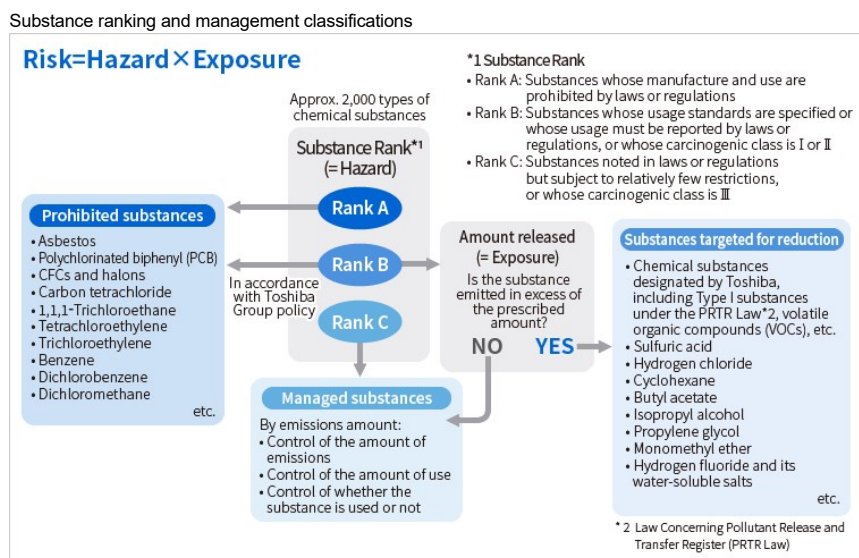 Substance ranking and management classifications
Risk=Hazard×Exposure
*1 Substance Rank
• Rank A: Substances whose manufacture and use are
prohibited by laws or regulations
• Rank B: Substances whose usage standards are specified or
whose usage must be reported by laws or
regulations, or whose carcinogenic class is Ⅰ or Ⅱ
• Rank C: Substances noted in laws or regulations
but subject to relatively few restrictions,
or whose carcinogenic class is Ⅲ
Approx. 2,000 types of
chemical substances
Substance Rank*1
(= Hazard)
Rank A
Rank B
Rank C
Prohibited substances
• Asbestos
• Polychlorinated biphenyl (PCB)
• CFCs and halons
• Carbon tetrachloride
• 1,1,1-Trichloroethane
• Tetrachloroethylene
• Trichloroethylene
• Benzene
• Dichlorobenzene
• Dichloromethane
etc.
In accordance
with Toshiba
Group policy
Amount released
(= Exposure)
Is the substance
emitted in excess of
the prescribed
amount?
NO YES
Substances targeted for reduction
• Chemical substances
designated by Toshiba,
including Type I substances
under the PRTR Law*2, volatile
organic compounds (VOCs), etc.
• Sulfuric acid
• Hydrogen chloride
• Cyclohexane
• Butyl acetate
• Isopropyl alcohol
• Propylene glycol
• Monomethyl ether
• Hydrogen fluoride and its
water-soluble salts
etc.
Managed substances
By emissions amount:
• Control of the amount of
emissions
• Control of the amount of use
• Control of whether the
substance is used or not
* 2 Law Concerning Pollutant Release and
Transfer Register (PRTR Law)